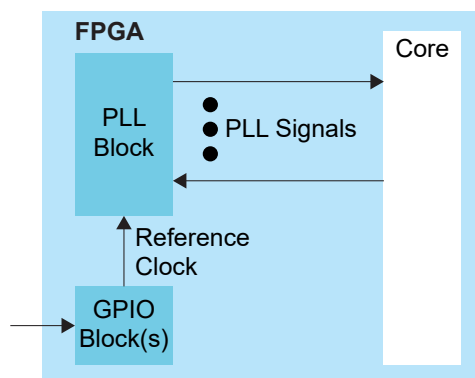 FPGA
Core
PLL
Block
PLL Signals
Reference
Clock
GPIO
Block(s)